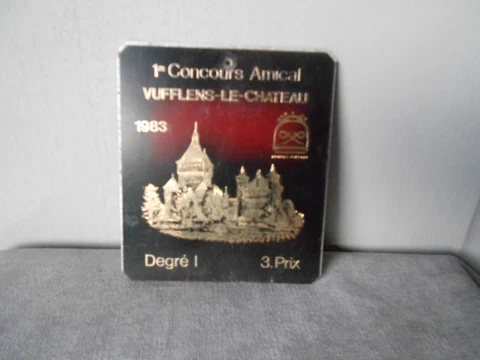 1er Concours Amical
VUFFLENS-LE-CHATEAU
1983
Degré I
3. Prix